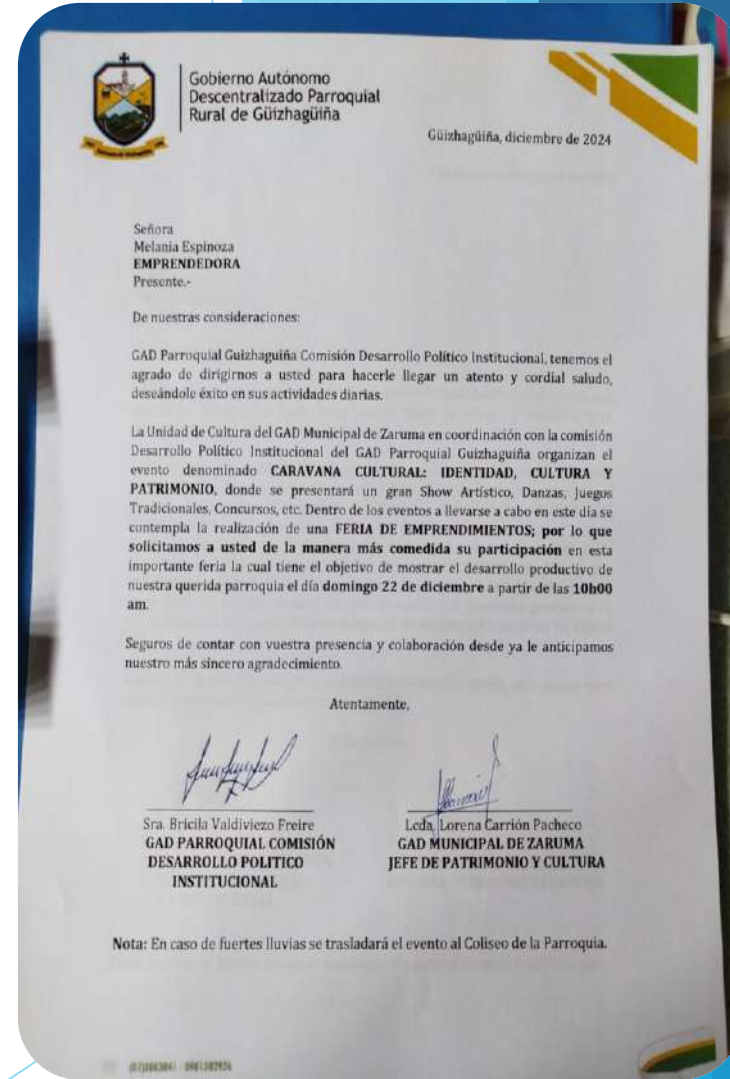 Gobierno Autónomo
Descentralizado Parroquial
Rural de Güizhagüiña
Güizhagüiña, diciembre de 2024
Señora
Melania Espinoza
EMPRENDEDORA
Presente.-
De nuestras consideraciones:
GAD Parroquial Guizhaguiña Comisión Desarrollo Político Institucional, tenemos el
agrado de dirigirnos a usted para hacerle llegar un atento y cordial saludo,
deseándole éxito en sus actividades diarias.
La Unidad de Cultura del GAD Municipal de Zaruma en coordinación con la comisión
Desarrollo Político Institucional del GAD Parroquial Guizhaguiña organizan el
evento denominado CARAVANA CULTURAL: IDENTIDAD, CULTURA Y
PATRIMONIO, donde se presentará un gran Show Artístico, Danzas, Juegos
Tradicionales, Concursos, etc. Dentro de los eventos a llevarse a cabo en este día se
contempla la realización de una FERIA DE EMPRENDIMIENTOS; por lo que
solicitamos a usted de la manera más comedida su participación en esta
importante feria la cual tiene el objetivo de mostrar el desarrollo productivo de
nuestra querida parroquia el día domingo 22 de diciembre a partir de las 10h00
am.
Seguros de contar con vuestra presencia y colaboración desde ya le anticipamos
nuestro más sincero agradecimiento.
Atentamente,
Sra. Bricila Valdiviezo Freire
GAD PARROQUIAL COMISIÓN
DESARROLLO POLITICO
INSTITUCIONAL
Lcda. Lorena Carrión Pacheco
GAD MUNICIPAL DE ZARUMA
JEFE DE PATRIMONIO Y CULTURA
Nota: En caso de fuertes lluvias se trasladará el evento al Coliseo de la Parroquia.